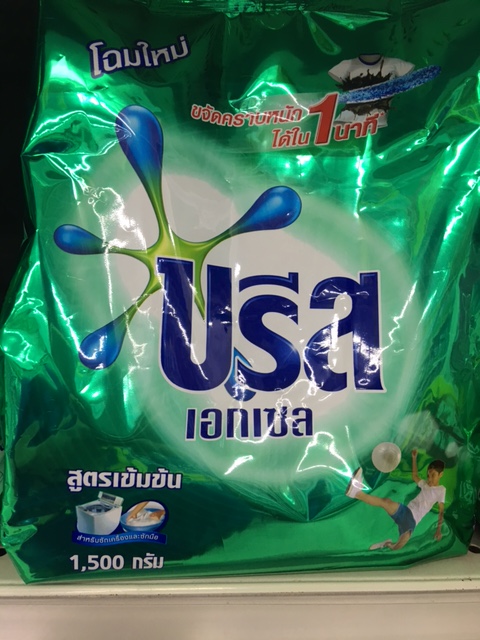 โฉมใหม่
ขจัดคราบหนัก
ได้ใน 1 นาที
บรีส
เอกเซล
สูตรเข้มข้น
สำหรับซักเครื่องและซักมือ
1,500 กรัม